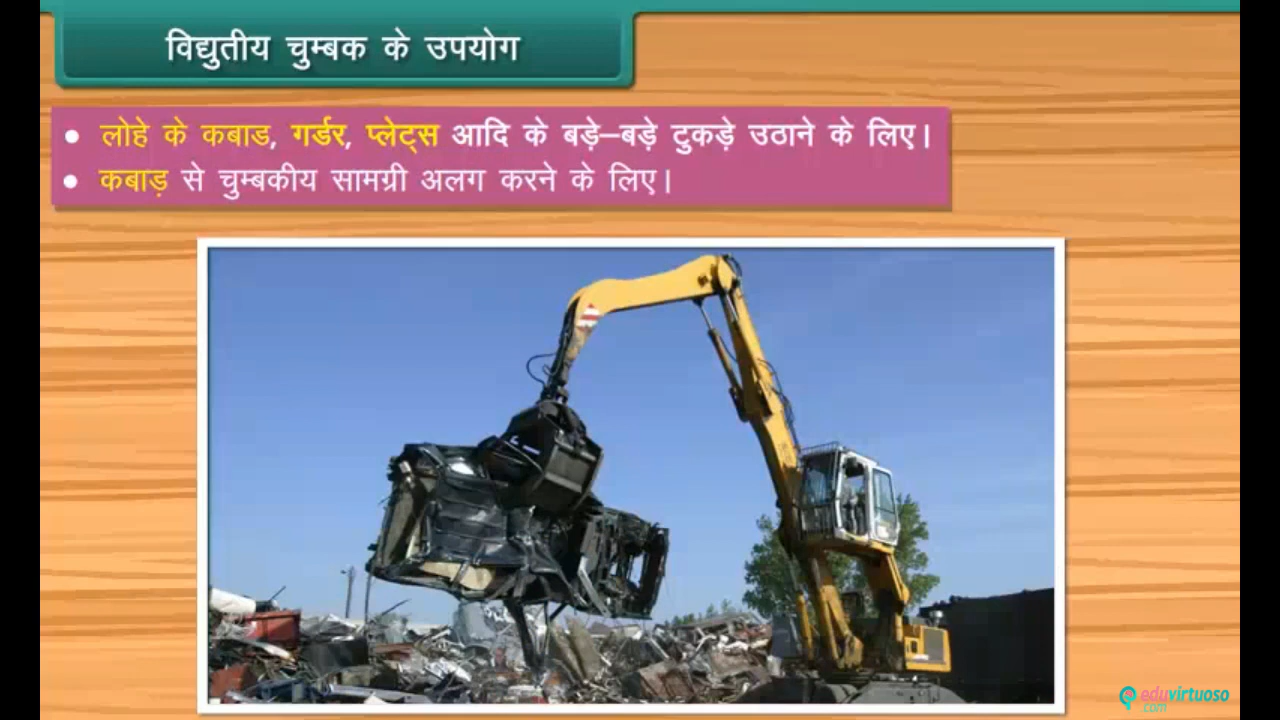 विद्युतीय चुम्बक के उपयोग
• लोहे के कबाड, गर्डर, प्लेट्स आदि के बड़े–बड़े टुकड़े उठाने के लिए।
• कबाड़ से चुम्बकीय सामग्री अलग करने के लिए।
eduvirtuoso
.com